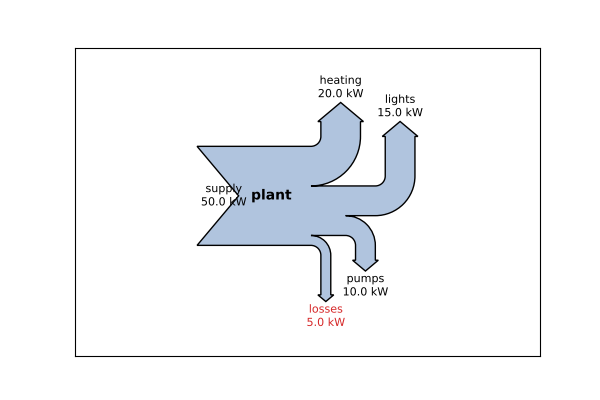 heating
20.0 kW
lights
15.0 kW
supply
50.0 kW
plant
pumps
10.0 kW
losses
5.0 kW